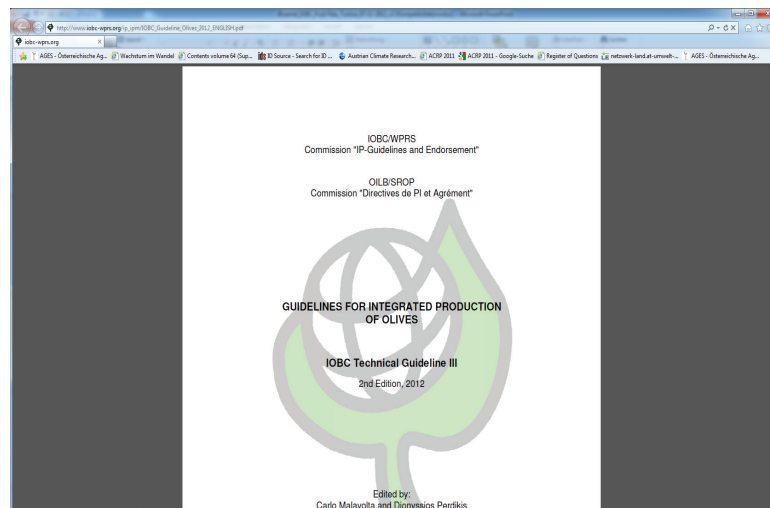 http://www.iobc-wprs.org/ip_ipm/IOBC_Guideline_Olives_2012_ENGLISH.pdf
iobc-wprs.org
AGES - Österreichische Ag... Wachstum im Wandel Contents volume 64 (Sup... ID Source - Search for ID ... Austrian Climate Research... ACRP 2011 ACRP 2011 - Google-Suche Register of Questions netzwerk-land.at-umwelt-... AGES - Österreichische Ag...
IOBC/WPRS
Commission "IP-Guidelines and Endorsement"
OILB/SROP
Commission "Directives de PI et Agrément"
GUIDELINES FOR INTEGRATED PRODUCTION
OF OLIVES
IOBC Technical Guideline III
2nd Edition, 2012
Edited by:
Carlo Malavolta and Dionyssios Perdikis